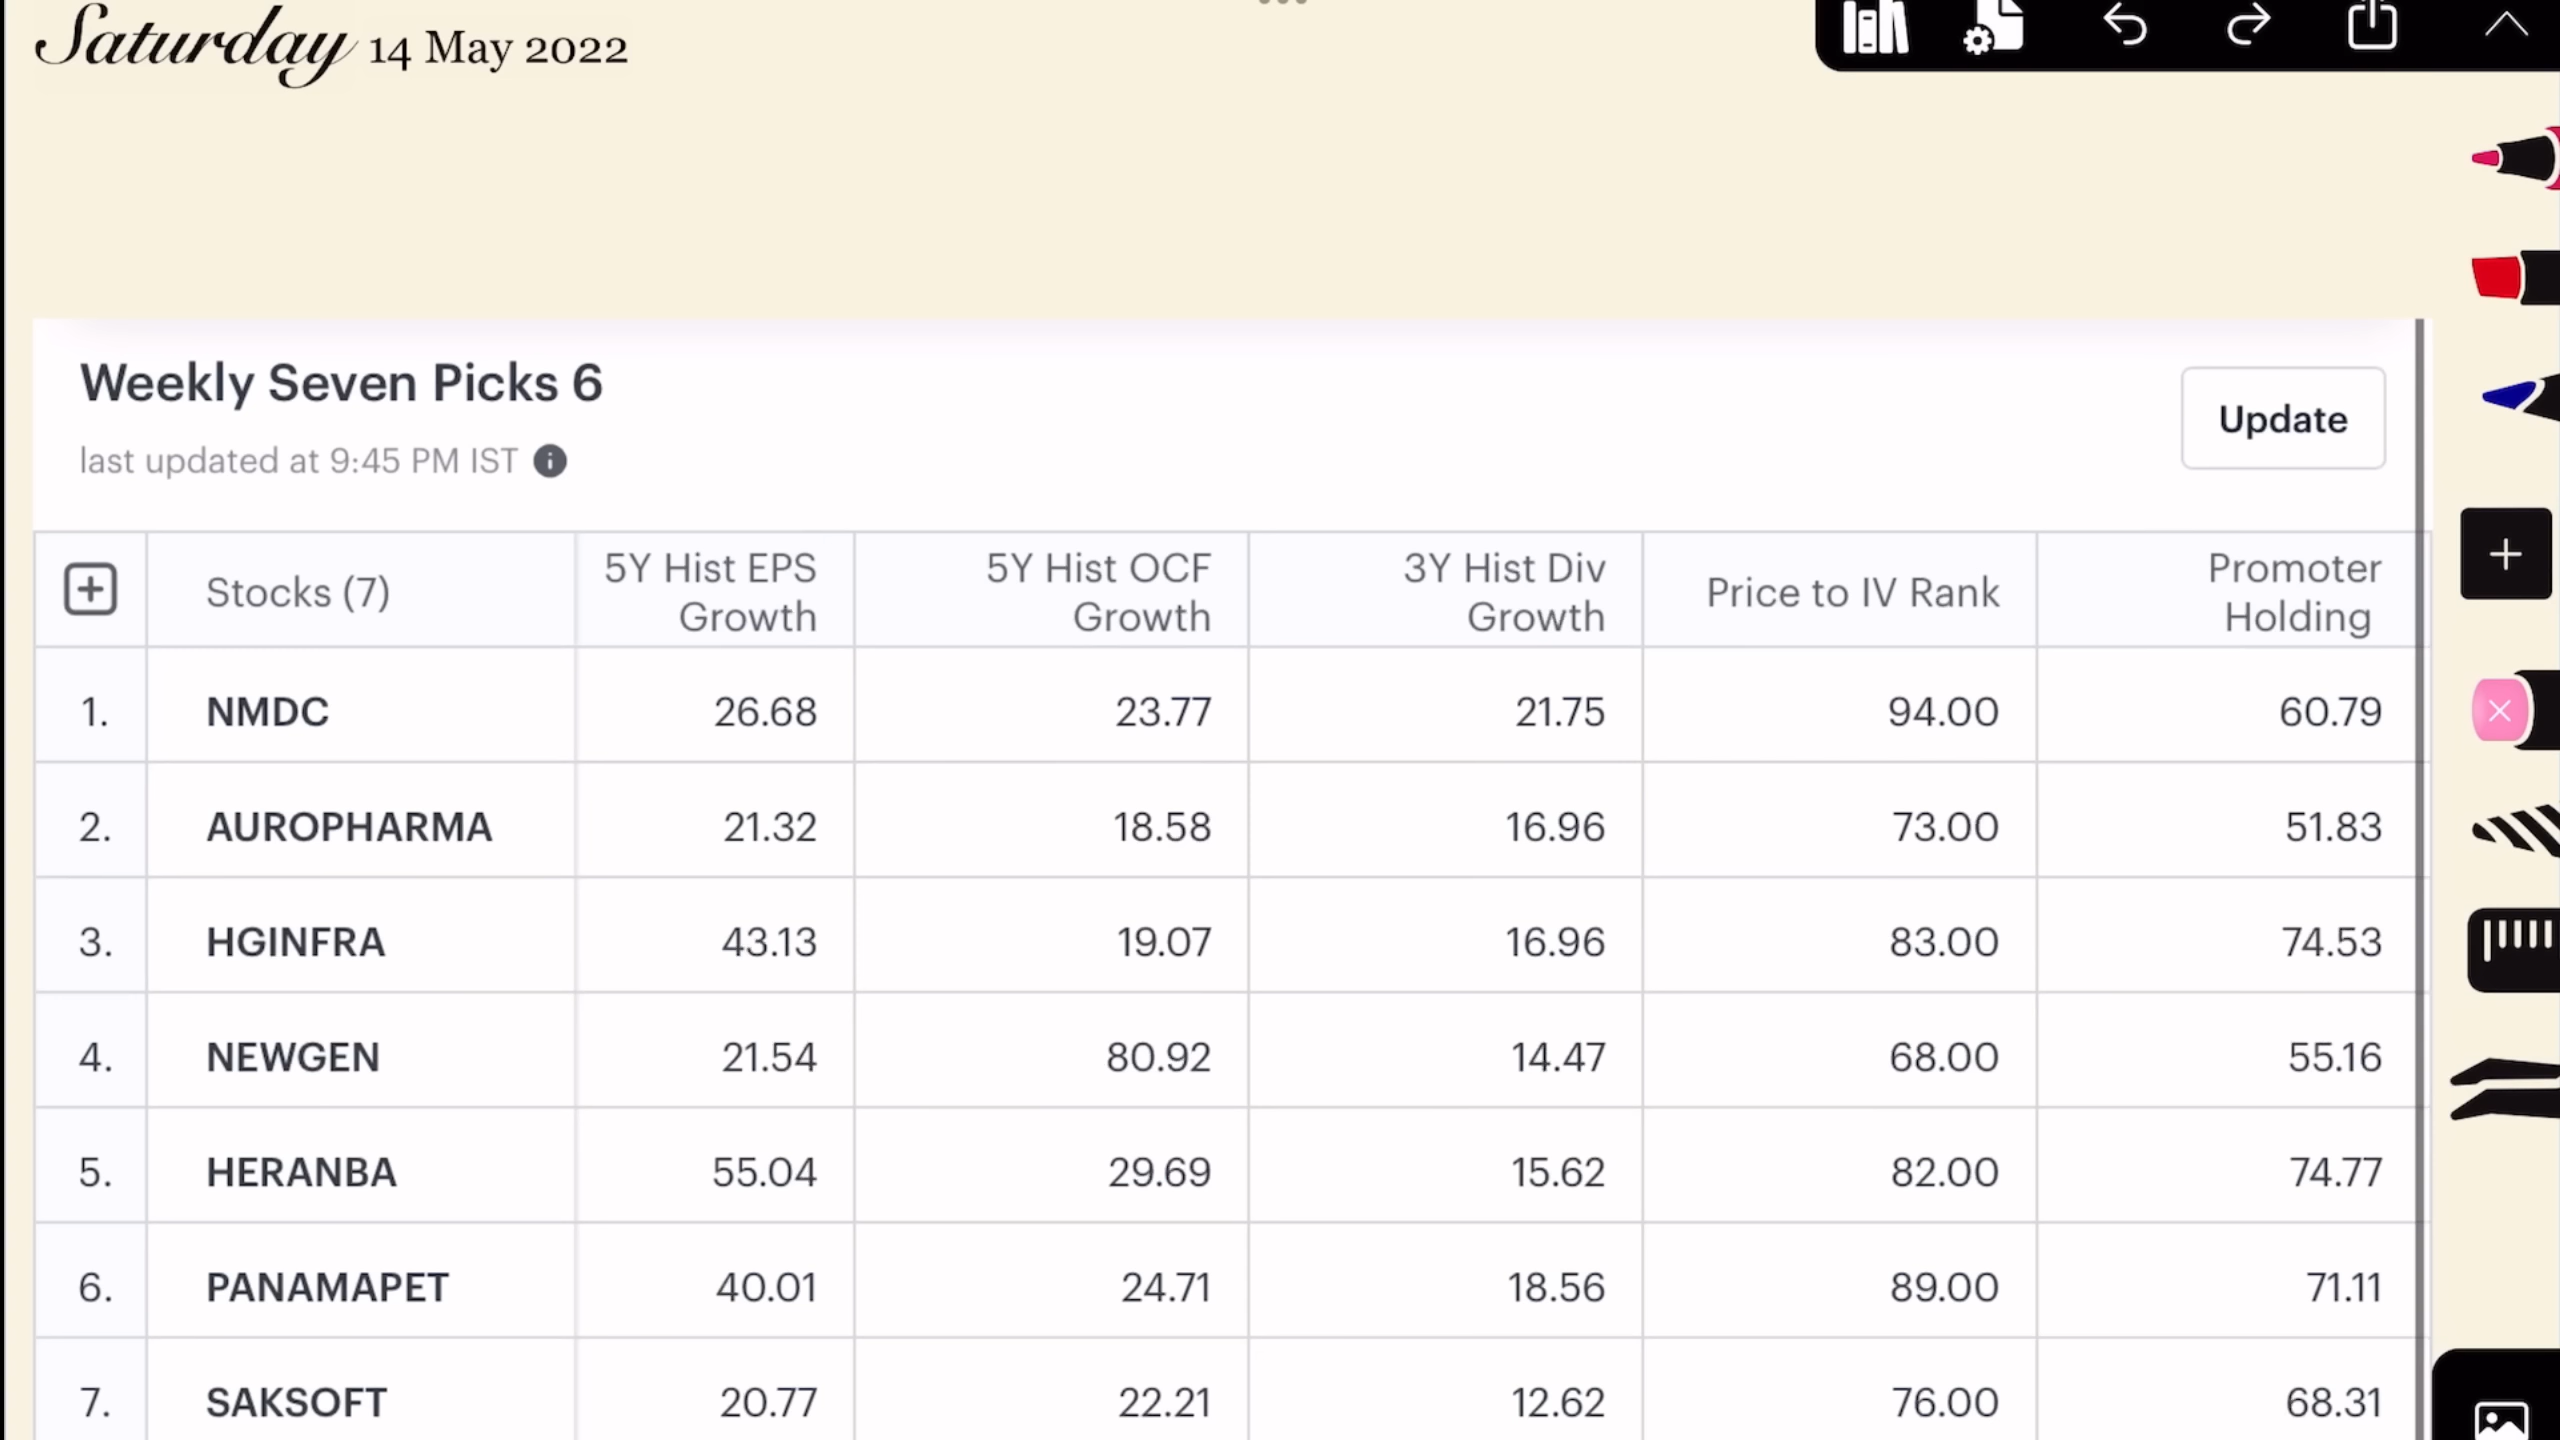 Saturday 14 May 2022
Weekly Seven Picks 6
Update
last updated at 9:45 PM IST
Stocks (7) 5Y Hist EPS Growth 5Y Hist OCF Growth 3Y Hist Div Growth Price to IV Rank Promoter Holding
1. NMDC 26.68 23.77 21.75 94.00 60.79
2. AUROPHARMA 21.32 18.58 16.96 73.00 51.83
3. HGINFRA 43.13 19.07 16.96 83.00 74.53
4. NEWGEN 21.54 80.92 14.47 68.00 55.16
5. HERANBA 55.04 29.69 15.62 82.00 74.77
6. PANAMAPET 40.01 24.71 18.56 89.00 71.11
7. SAKSOFT 20.77 22.21 12.62 76.00 68.31